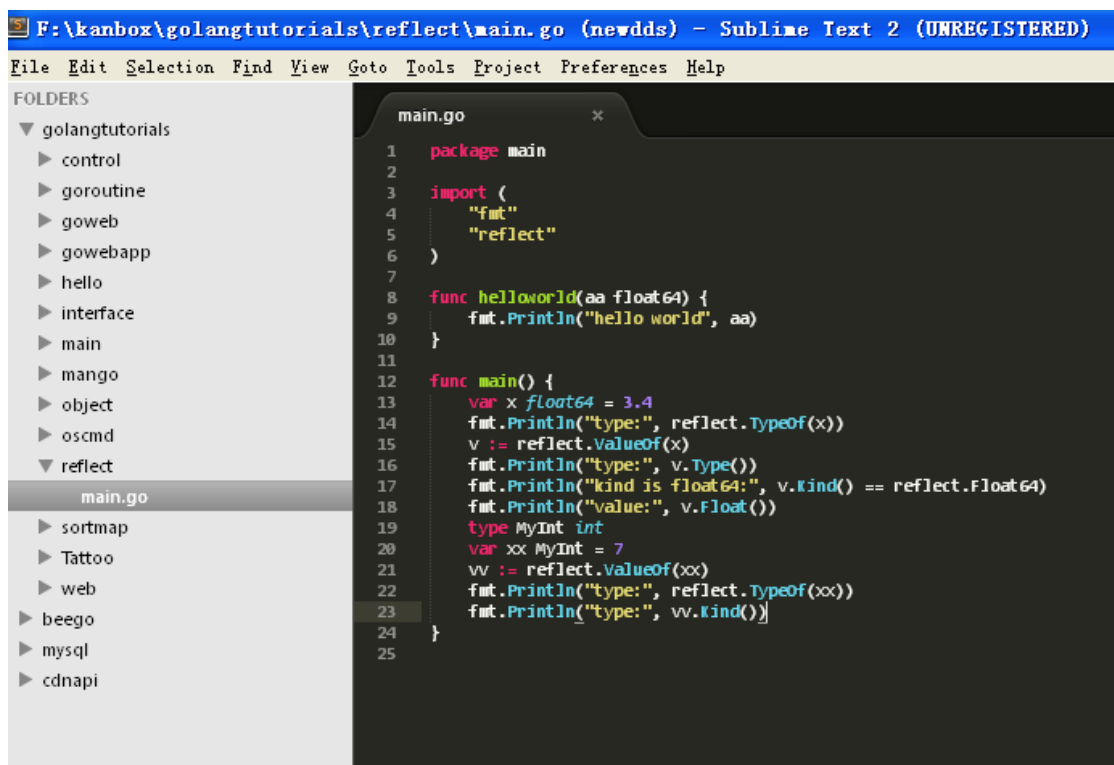 F:\kanbox\golangtutorials\reflect\main.go (newdds) - Sublime Text 2 (UNREGISTERED)
File Edit Selection Find View Goto Tools Project Preferences Help
FOLDERS
golangtutorials
control
goroutine
goweb
gowebapp
hello
interface
main
mango
object
oscmd
reflect
main.go
sortmap
Tattoo
web
beego
mysql
cdnapi
main.go ×
1 package main
2
3 import (
4 "fmt"
5 "reflect"
6 )
7
8 func helloworld(aa float64) {
9 fmt.Println("hello world", aa)
10 }
11
12 func main() {
13 var x float64 = 3.4
14 fmt.Println("type:", reflect.TypeOf(x))
15 v := reflect.ValueOf(x)
16 fmt.Println("type:", v.Type())
17 fmt.Println("kind is float64:", v.Kind() == reflect.Float64)
18 fmt.Println("value:", v.Float())
19 type MyInt int
20 var xx MyInt = 7
21 vv := reflect.ValueOf(xx)
22 fmt.Println("type:", reflect.TypeOf(xx))
23 fmt.Println("type:", vv.Kind())
24 }
25